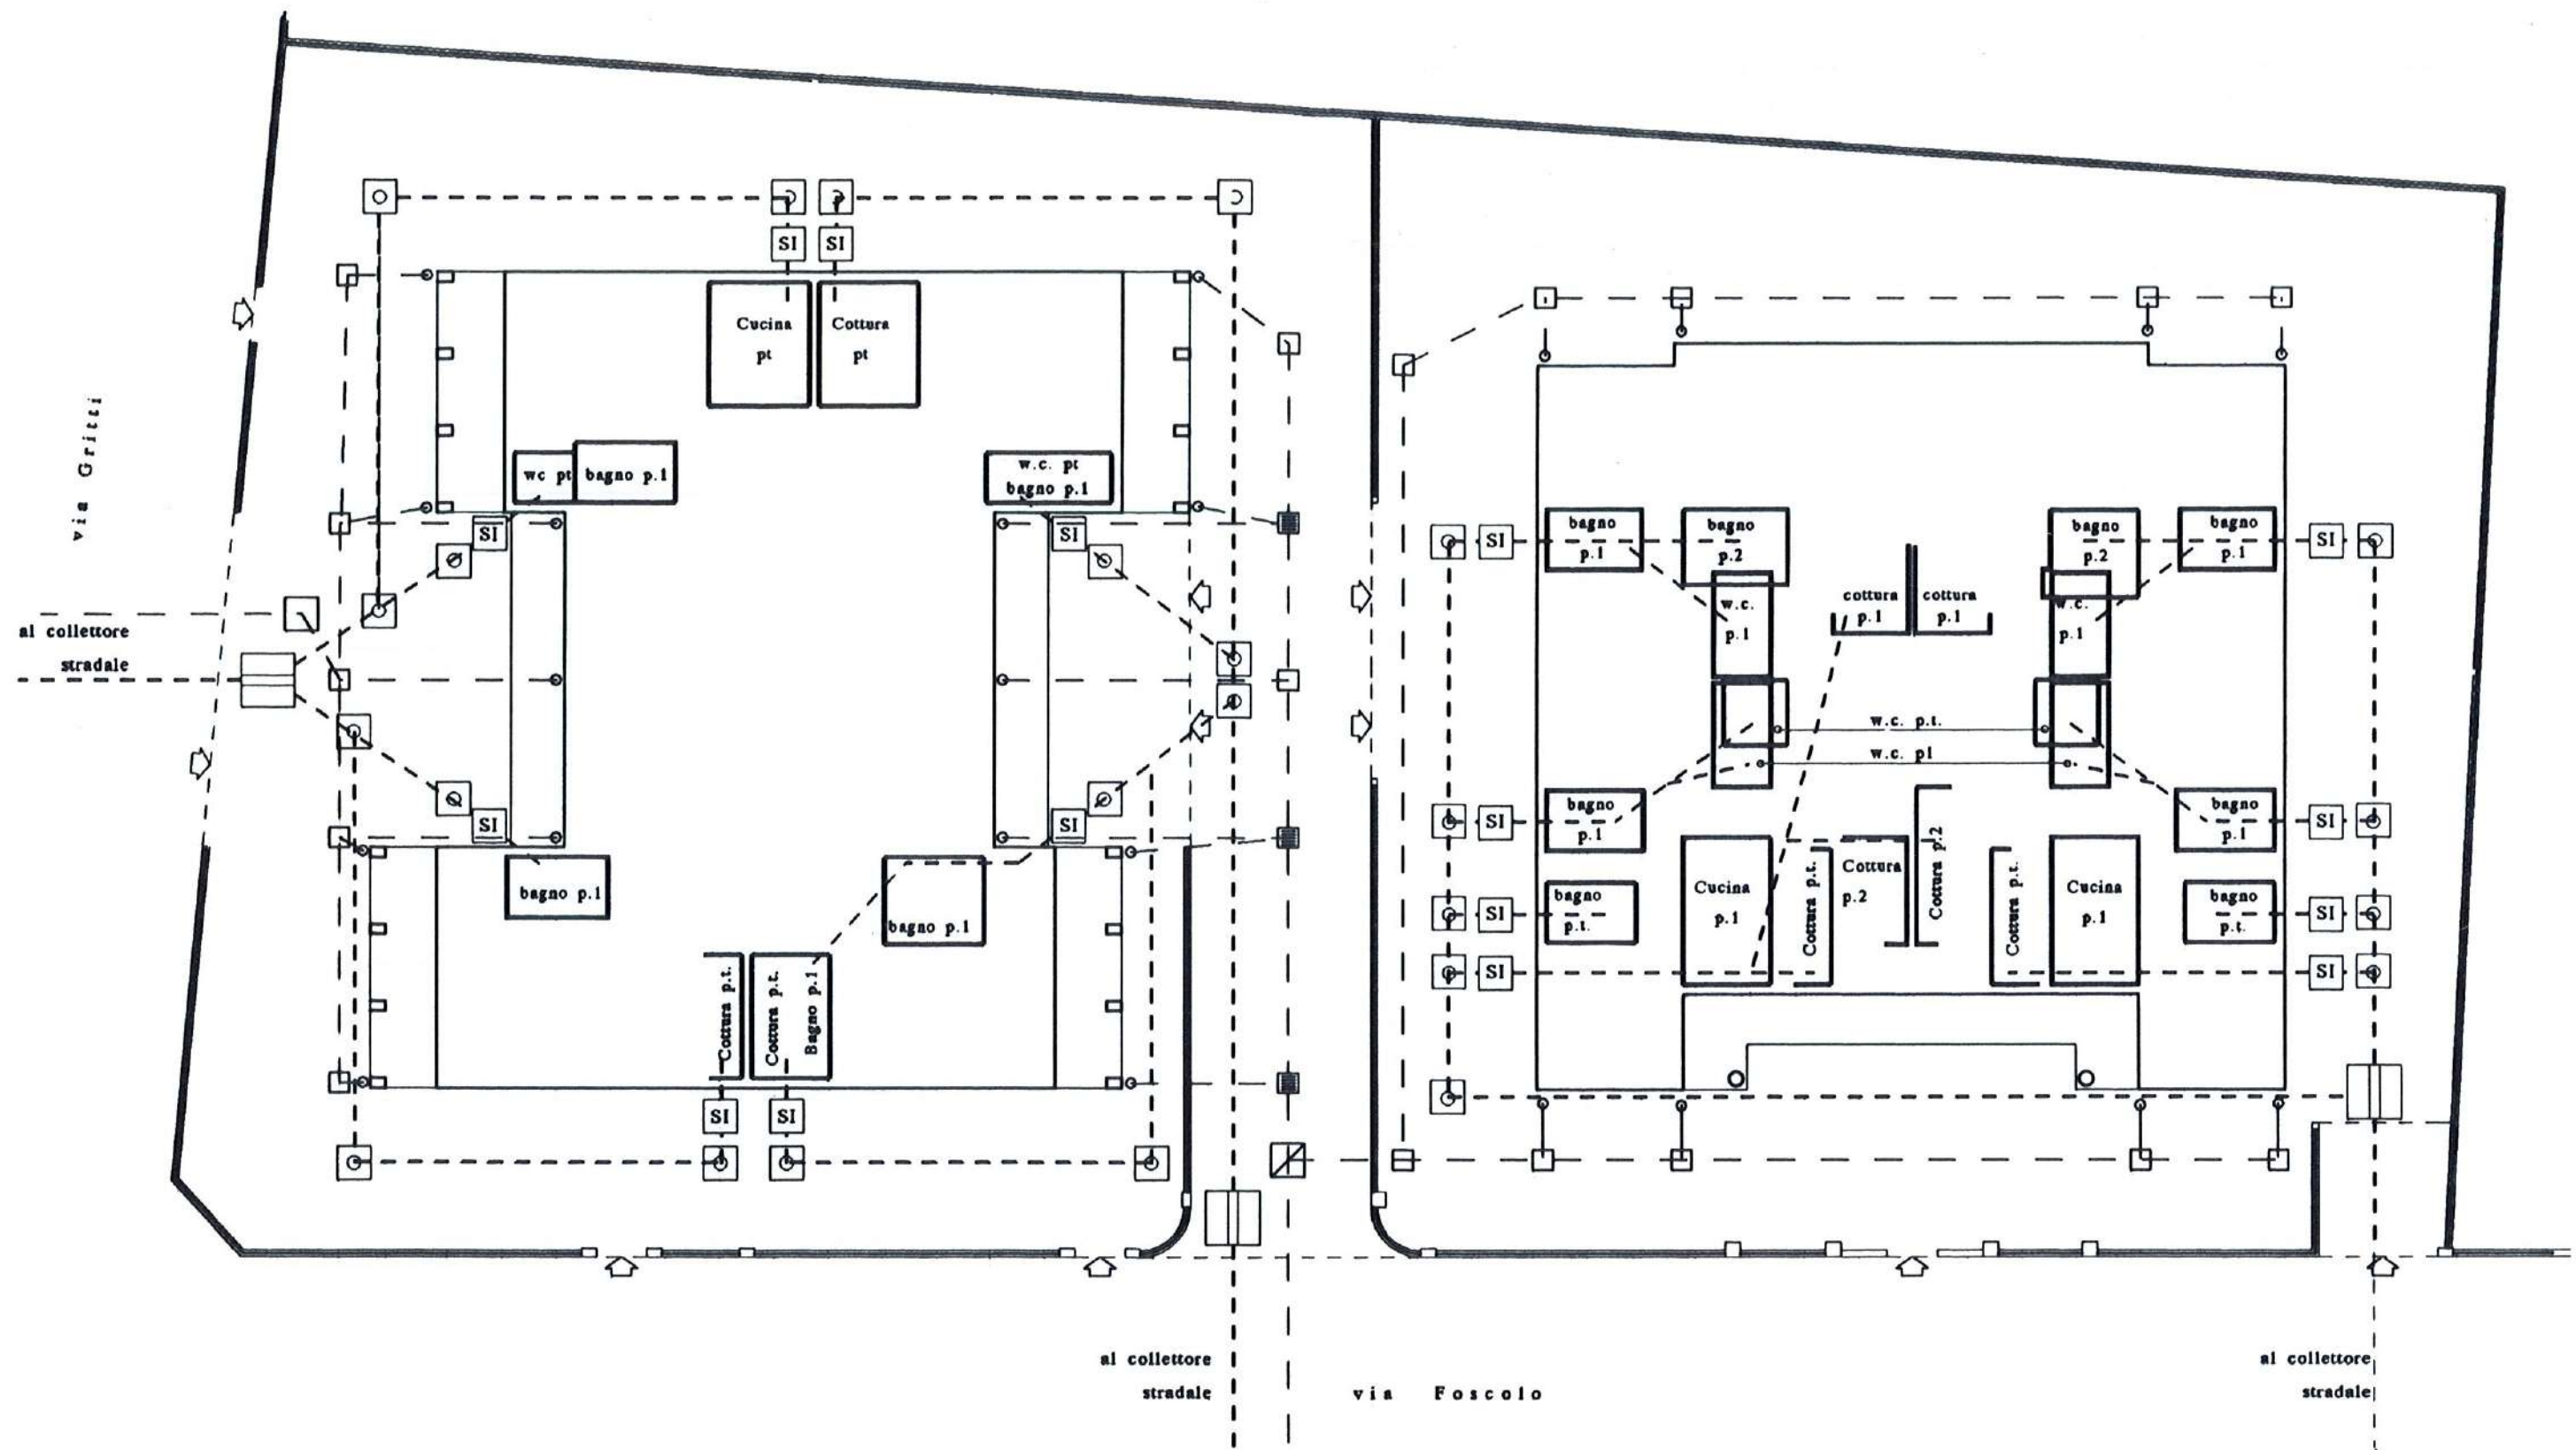 SI SI
Cucina
pt
Cottura
pt
via Gritti
wc pt
bagno p.1
w.c. pt
bagno p.1
SI
SI
al collettore
stradale
SI
SI
bagno p.1
bagno p.1
Cottura p.t.
Cottura p.t.
Bagno p.1
SI
SI
SI
bagno
p.1
bagno
p.2
bagno
p.2
bagno
p.1
SI
w.c.
p.1
cottura
p.1
cottura
p.1
w.c.
p.1
w.c. p.t.
w.c. p1
SI
bagno
p.1
bagno
p.1
SI
Cottura p.2
SI
bagno
p.t.
Cucina
p.1
Cottura p.t.
Cottura
p.2
Cottura p.t.
Cucina
p.1
bagno
p.t.
SI
SI
SI
al collettore
stradale
via Foscolo
al collettore
stradale